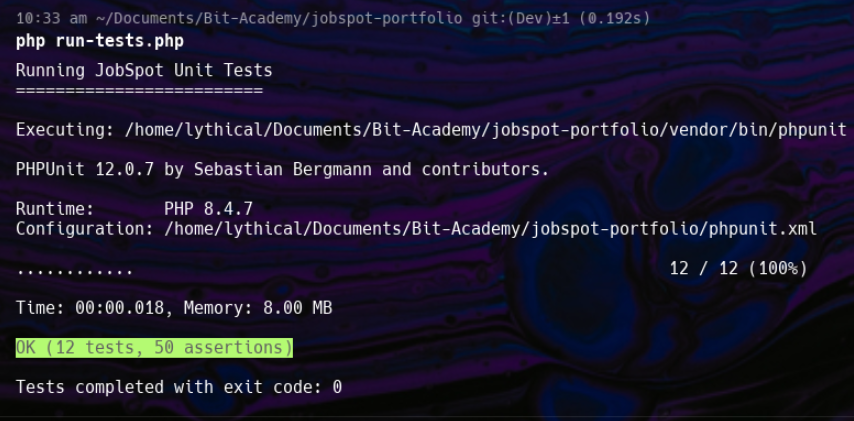 10:33 am ~/Documents/Bit-Academy/jobspot-portfolio git:(Dev)±1 (0.192s)
php run-tests.php
Running JobSpot Unit Tests
=========================
Executing: /home/lythical/Documents/Bit-Academy/jobspot-portfolio/vendor/bin/phpunit
PHPUnit 12.0.7 by Sebastian Bergmann and contributors.
Runtime:       PHP 8.4.7
Configuration: /home/lythical/Documents/Bit-Academy/jobspot-portfolio/phpunit.xml
............                                                      12 / 12 (100%)
Time: 00:00.018, Memory: 8.00 MB
OK (12 tests, 50 assertions)
Tests completed with exit code: 0